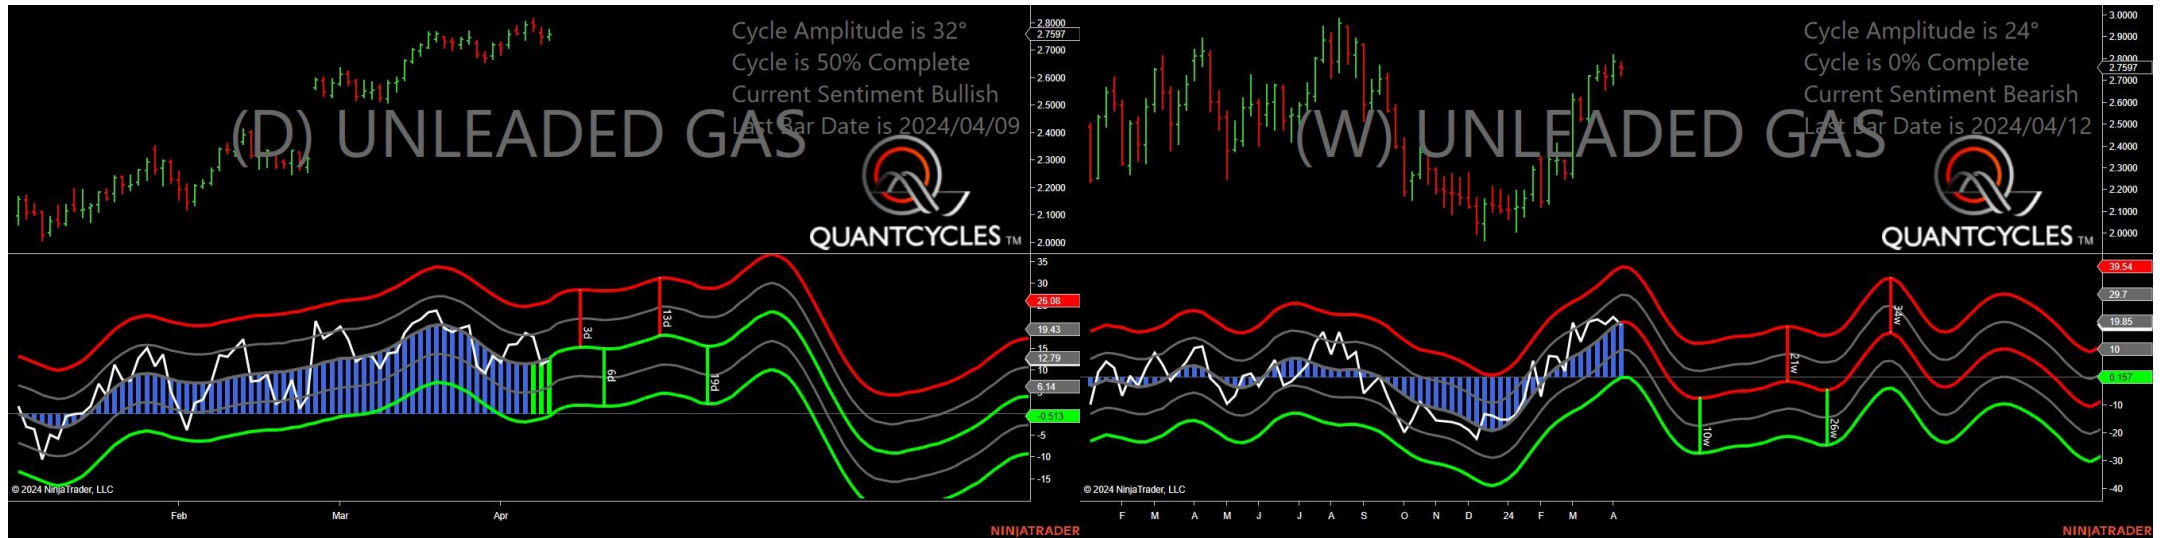 Cycle Amplitude is 32°
Cycle is 50% Complete
Current Sentiment Bullish
Last Bar Date is 2024/04/09
(D) UNLEADED GAS
QUANTCYCLES TM
2.8000
2.7597
2.7000
2.6000
2.5000
2.4000
2.3000
2.2000
2.1000
2.0000
35
30
26.08
19.43
15
12.79
10
6.14
-0.513
-5
-10
-15
3d
6d
13d
19d
© 2024 NinjaTrader, LLC
Feb Mar Apr
NINJATRADER
Cycle Amplitude is 24°
Cycle is 0% Complete
Current Sentiment Bearish
Last Bar Date is 2024/04/12
(W) UNLEADED GAS
QUANTCYCLES TM
3.0000
2.9000
2.7597
2.7000
2.6000
2.5000
2.4000
2.3000
2.2000
2.1000
2.0000
39.54
29.7
19.85
10
0.157
-10
-20
-30
-40
10w
21w
26w
34w
© 2024 NinjaTrader, LLC
F M A M J J A S O N D 24 F M A
NINJATRADER